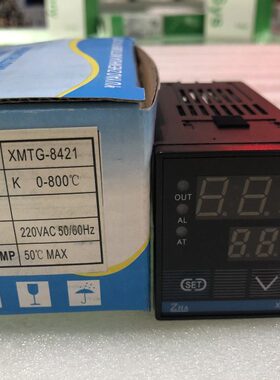 XMTG-8421
K 0-800℃
220VAC 50/60Hz
MP 50℃ MAX
OUT
AL
AT
SET